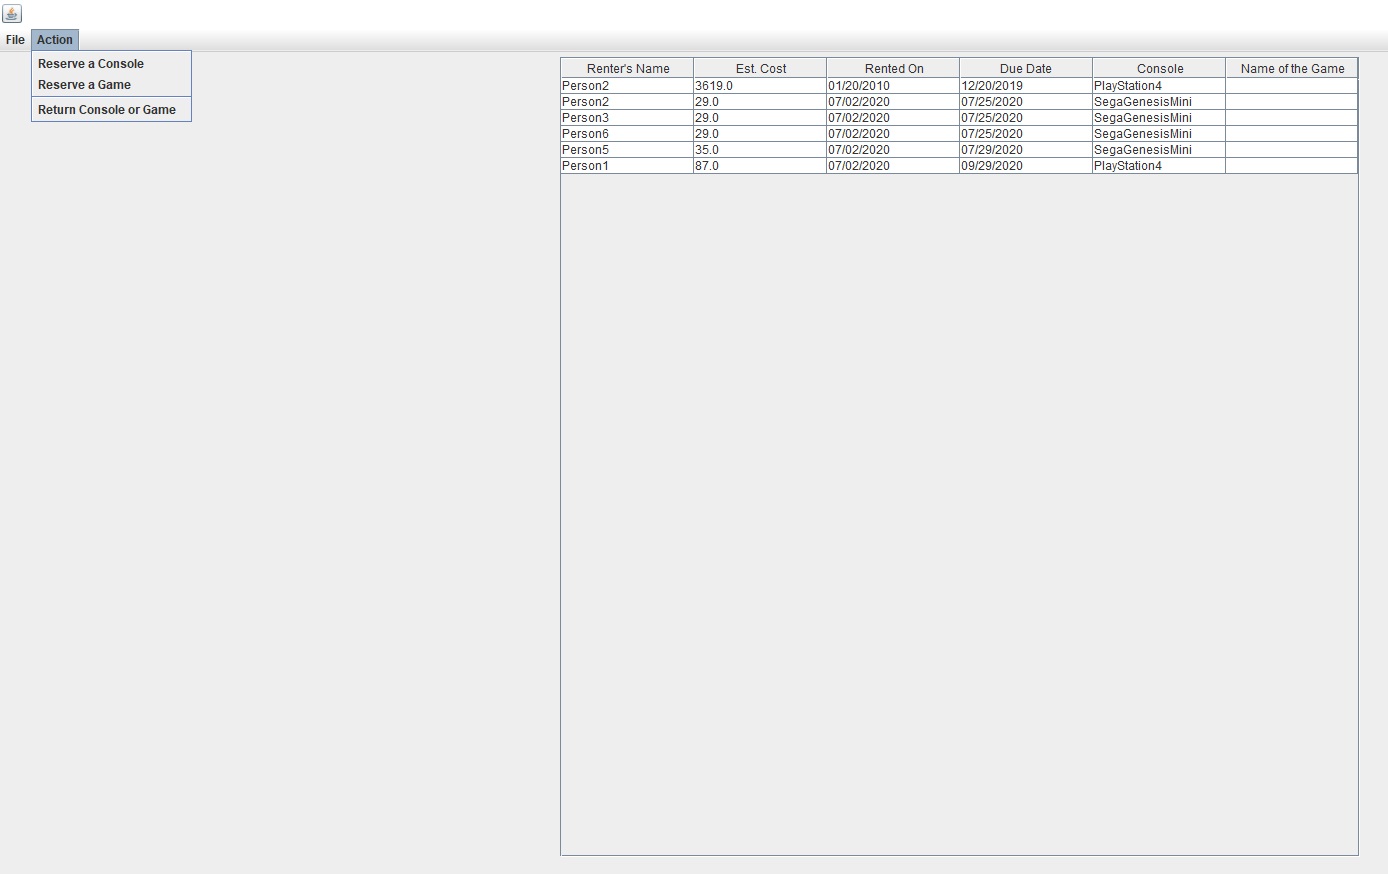 File Action
Reserve a Console
Reserve a Game
Return Console or Game
Renter's Name Est. Cost Rented On Due Date Console Name of the Game
Person2 3619.0 01/20/2010 12/20/2019 PlayStation4
Person2 29.0 07/02/2020 07/25/2020 SegaGenesisMini
Person3 29.0 07/02/2020 07/25/2020 SegaGenesisMini
Person6 29.0 07/02/2020 07/25/2020 SegaGenesisMini
Person5 35.0 07/02/2020 07/29/2020 SegaGenesisMini
Person1 87.0 07/02/2020 09/29/2020 PlayStation4